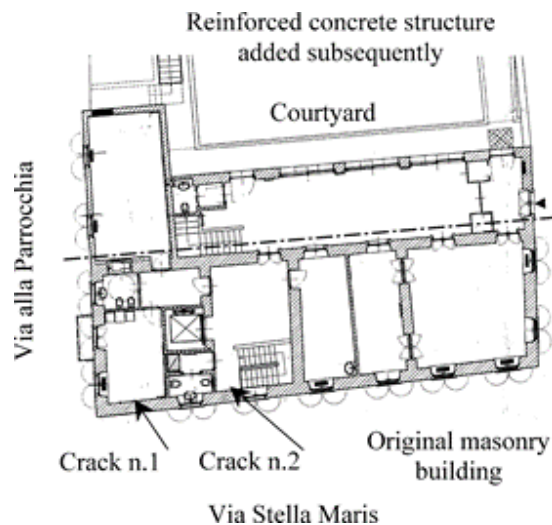 Reinforced concrete structure
added subsequently
Courtyard
Via alla Parrocchia
Crack n.1
Crack n.2
Original masonry
building
Via Stella Maris